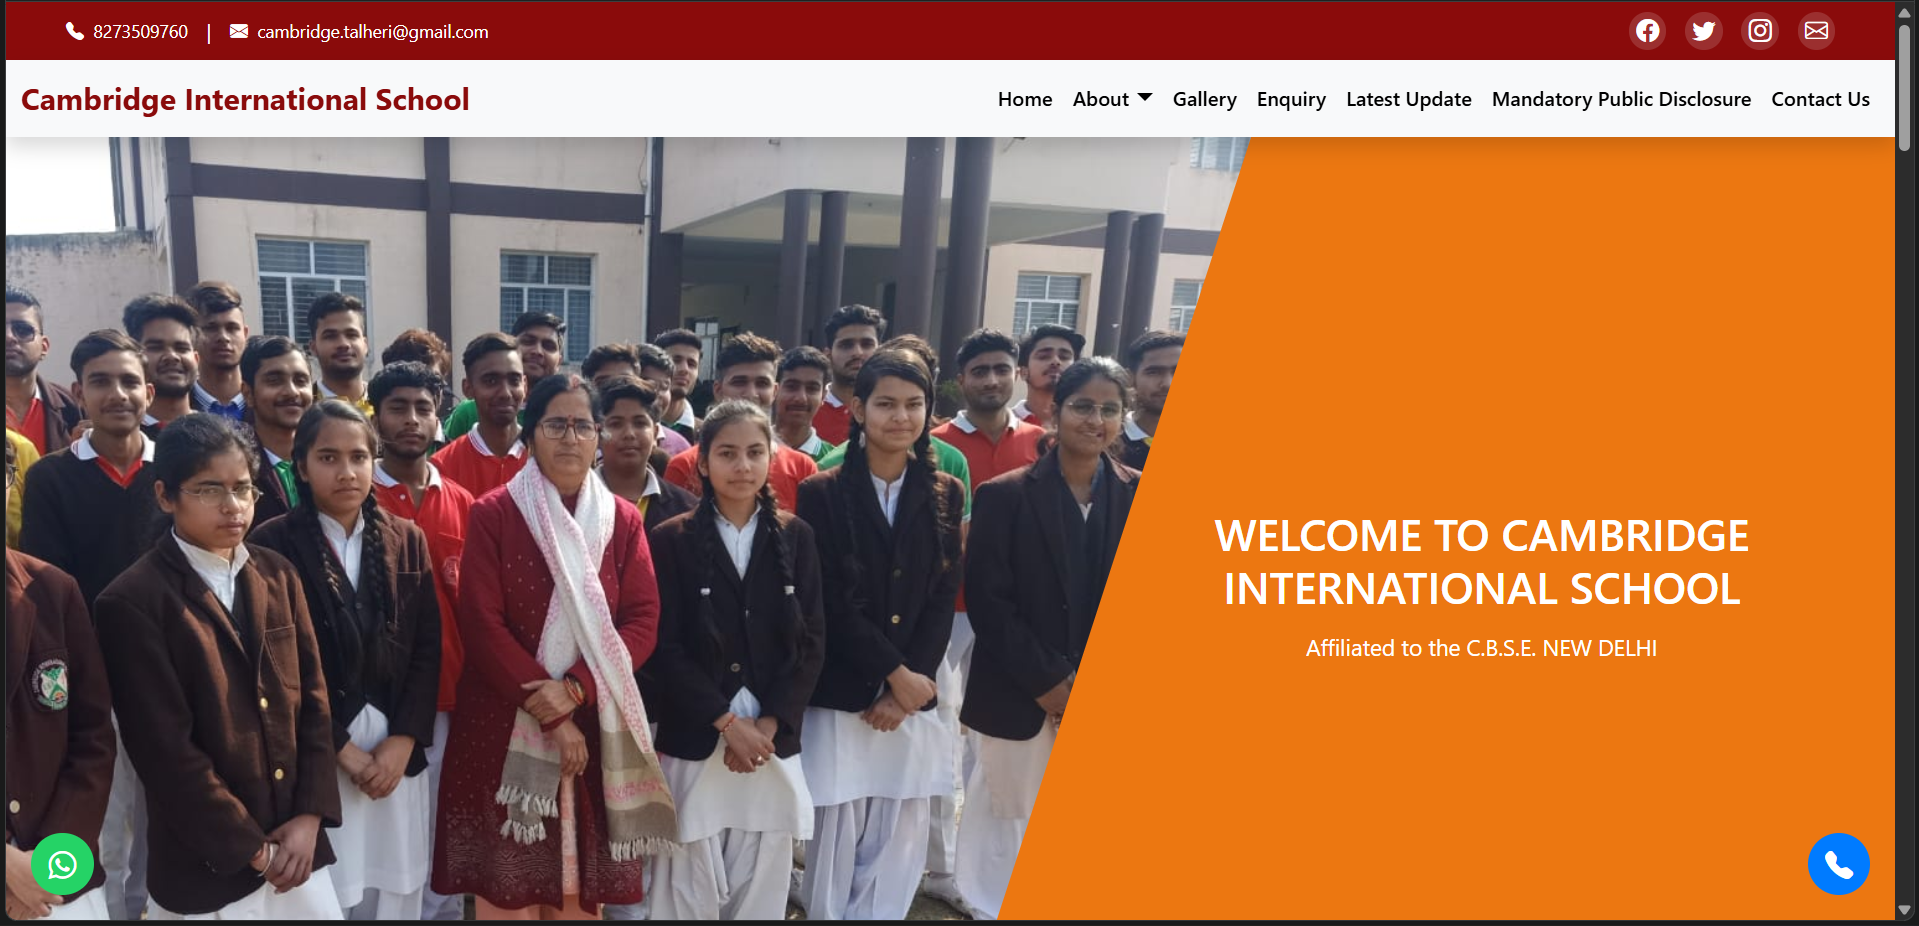 8273509760 | cambridge.talheri@gmail.com
Cambridge International School
Home About Gallery Enquiry Latest Update Mandatory Public Disclosure Contact Us
WELCOME TO CAMBRIDGE
INTERNATIONAL SCHOOL
Affiliated to the C.B.S.E. NEW DELHI